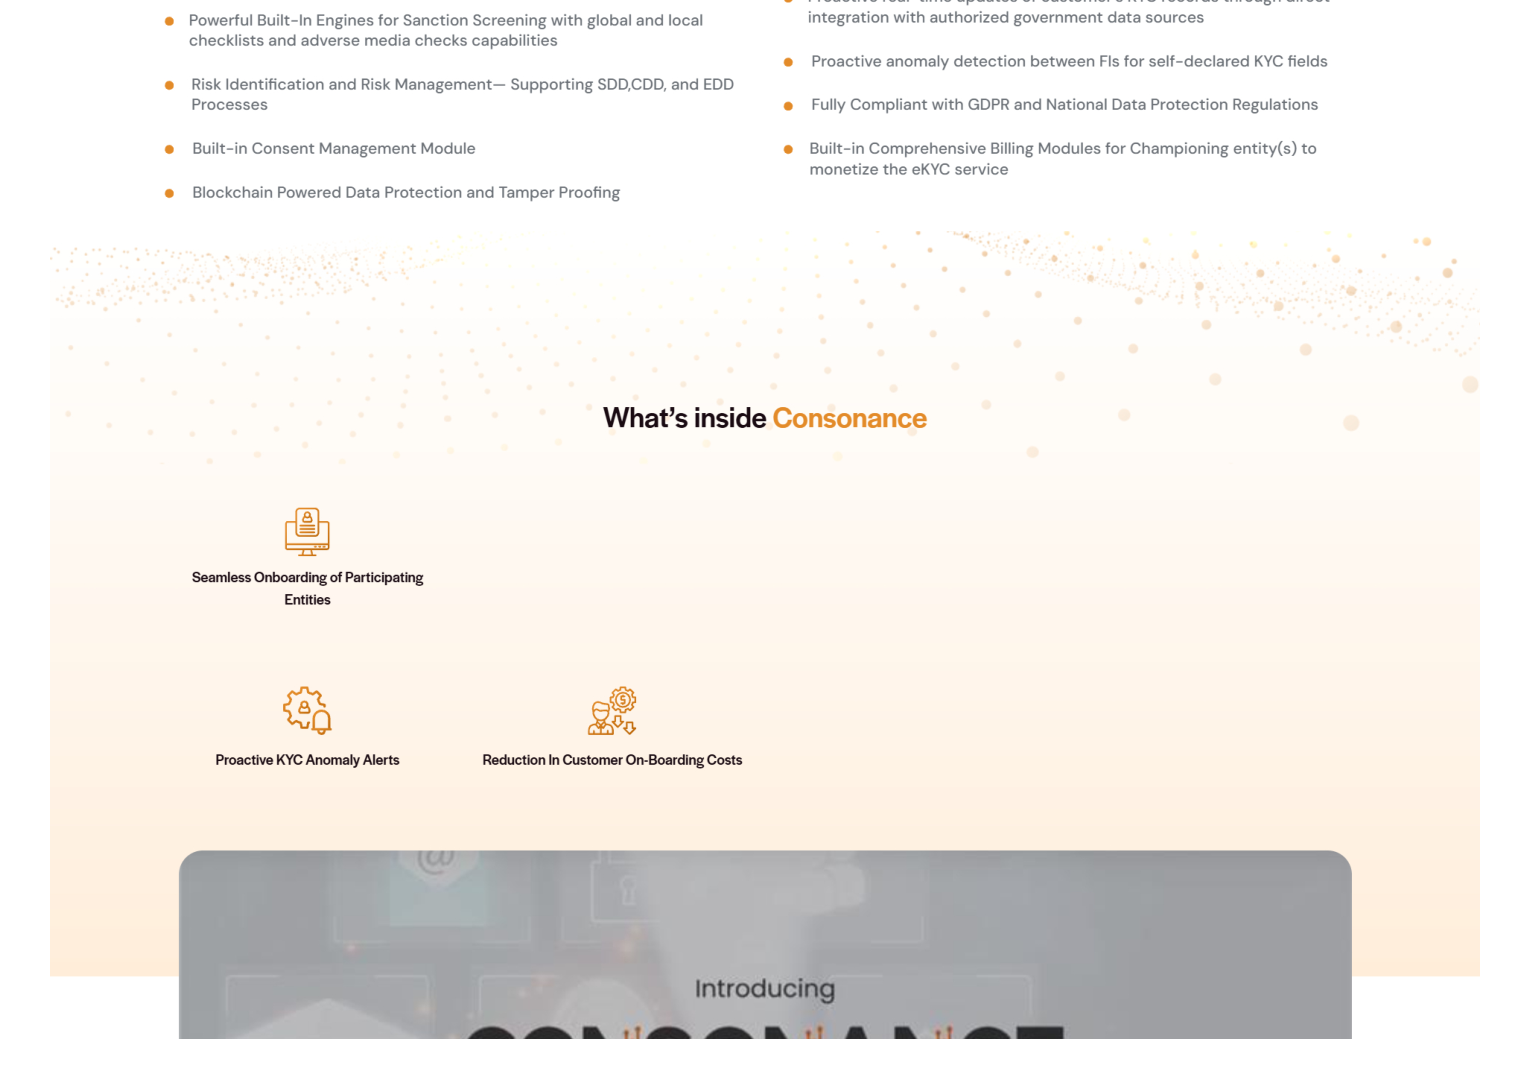 Powerful Built-In Engines for Sanction Screening with global and local
checklists and adverse media checks capabilities
Risk Identification and Risk Management— Supporting SDD,CDD, and EDD
Processes
Built-in Consent Management Module
Blockchain Powered Data Protection and Tamper Proofing
integration with authorized government data sources
Proactive anomaly detection between FIs for self-declared KYC fields
Fully Compliant with GDPR and National Data Protection Regulations
Built-in Comprehensive Billing Modules for Championing entity(s) to
monetize the eKYC service
What’s inside Consonance
Seamless Onboarding of Participating
Entities
Proactive KYC Anomaly Alerts
Reduction In Customer On-Boarding Costs
@
Introducing
CONSONANCE